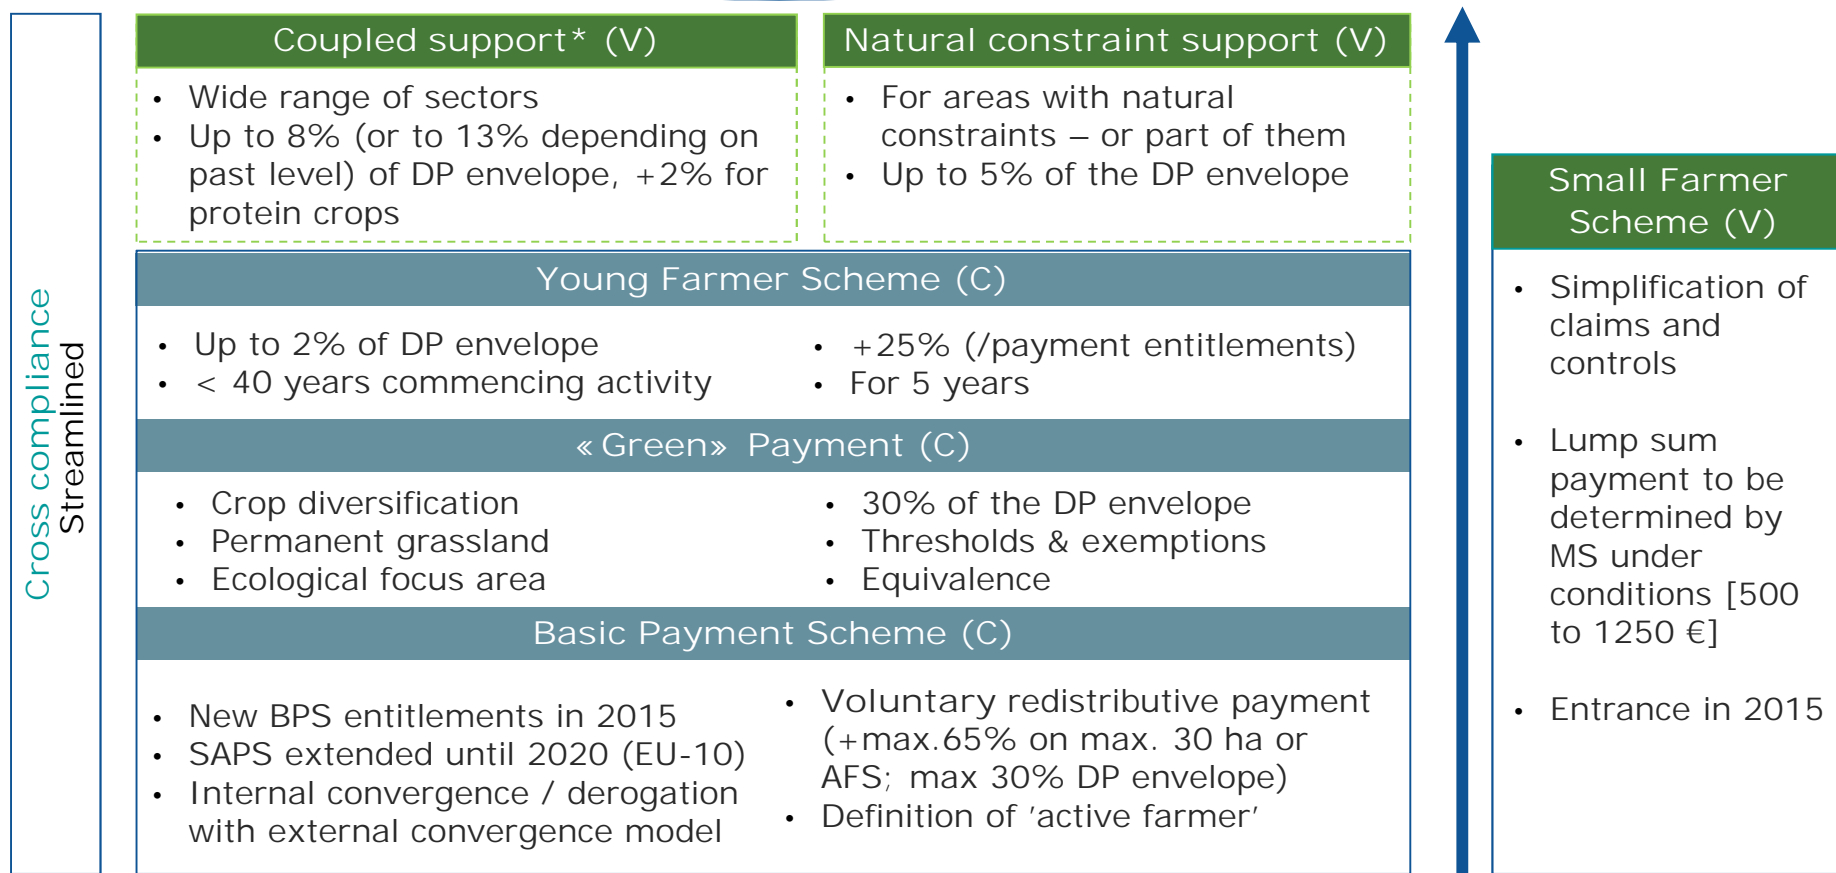 Cross compliance
Streamlined
Coupled support* (V)
• Wide range of sectors
• Up to 8% (or to 13% depending on
past level) of DP envelope, +2% for
protein crops
Natural constraint support (V)
• For areas with natural
constraints – or part of them
• Up to 5% of the DP envelope
Young Farmer Scheme (C)
• Up to 2% of DP envelope
• < 40 years commencing activity
• +25% (/payment entitlements)
• For 5 years
«Green» Payment (C)
• Crop diversification
• Permanent grassland
• Ecological focus area
• 30% of the DP envelope
• Thresholds & exemptions
• Equivalence
Basic Payment Scheme (C)
• New BPS entitlements in 2015
• SAPS extended until 2020 (EU-10)
• Internal convergence / derogation
with external convergence model
• Voluntary redistributive payment
(+max.65% on max. 30 ha or
AFS; max 30% DP envelope)
• Definition of 'active farmer'
Small Farmer
Scheme (V)
• Simplification of
claims and
controls
• Lump sum
payment to be
determined by
MS under
conditions [500
to 1250 €]
• Entrance in 2015